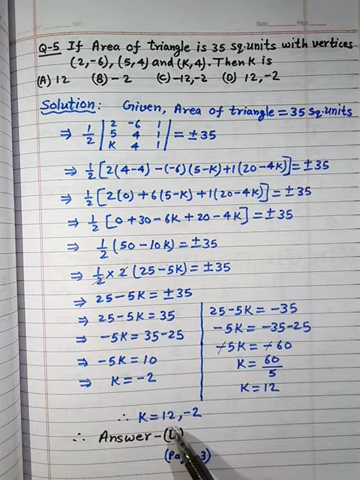 Q-5 If Area of triangle is 35 sq.units with vertices
(2,-6), (5,4) and (K,4). Then K is
(A) 12 (B) -2 (C) -12,-2 (D) 12,-2
Solution: Given, Area of triangle = 35 sq.units
⇒ 1/2 | 2 -6 1 | = ±35
| 5 4 1 |
| K 4 1 |
⇒ 1/2 [2(4-4)-(-6)(5-K)+1(20-4K)] = ±35
⇒ 1/2 [2(0)+6(5-K)+1(20-4K)] = ±35
⇒ 1/2 [0+30-6K+20-4K] = ±35
⇒ 1/2 (50-10K) = ±35
⇒ 1/2 × 2 (25-5K) = ±35
⇒ 25-5K = ±35
⇒ 25-5K = 35
⇒ -5K = 35-25
⇒ -5K = 10
⇒ K = -2
25-5K = -35
-5K = -35-25
-5K = -60
K = 60/5
K = 12
∴ K = 12, -2
∴ Answer-(D)